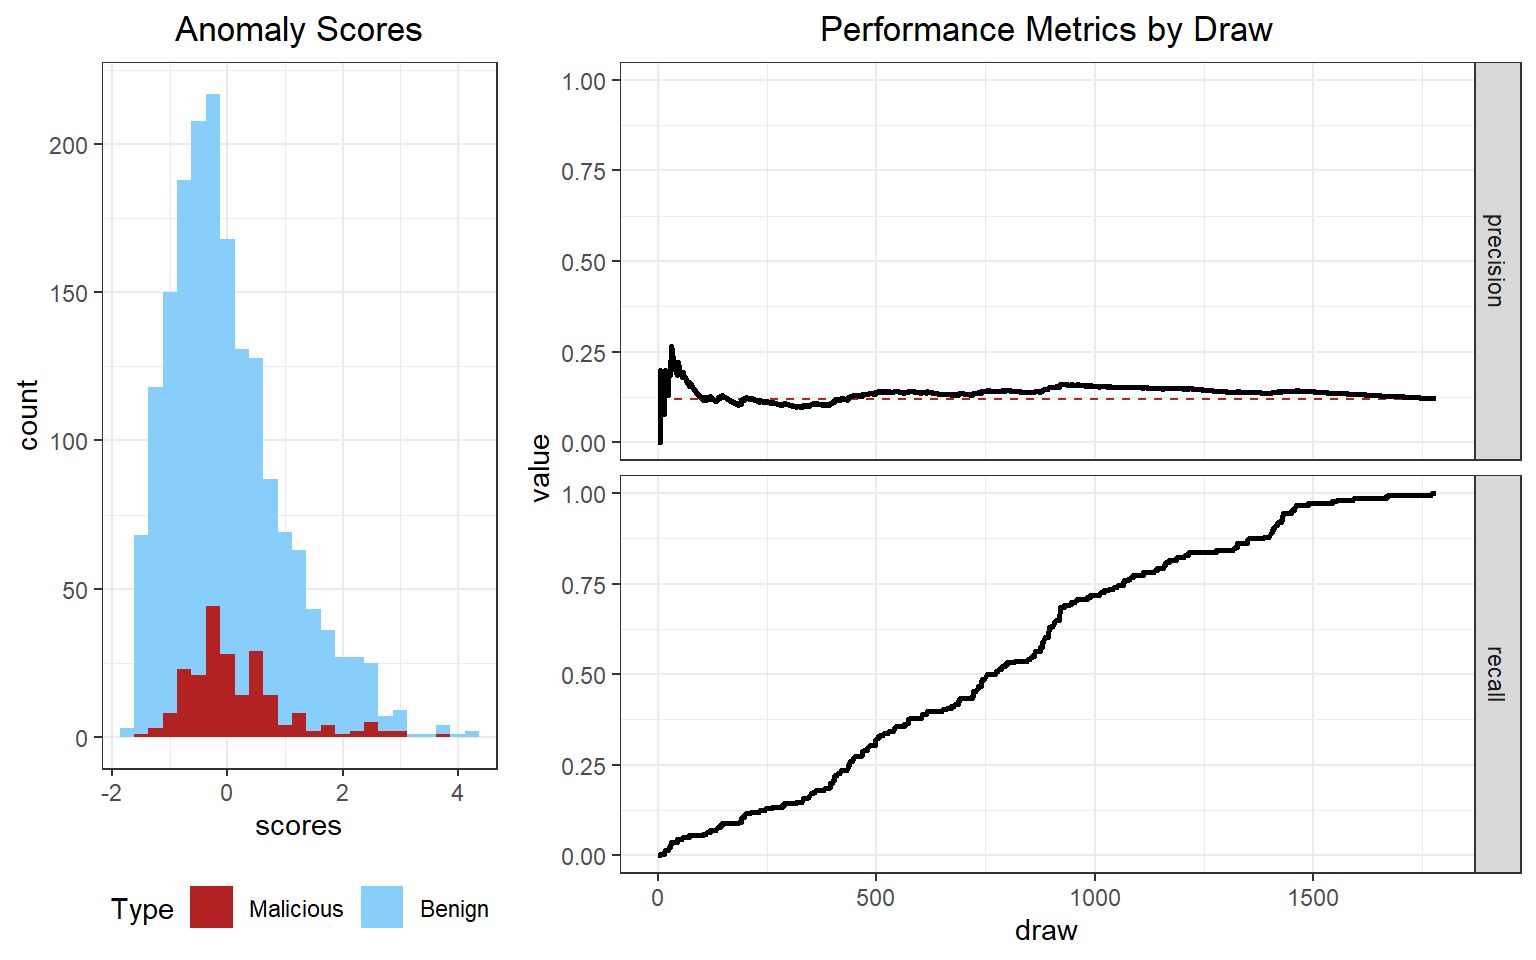 Anomaly Scores
count
200
150
100
50
0
-2 0 2 4
scores
Type Malicious Benign
Performance Metrics by Draw
value
1.00
0.75
0.50
0.25
0.00
precision
1.00
0.75
0.50
0.25
0.00
recall
0 500 1000 1500
draw